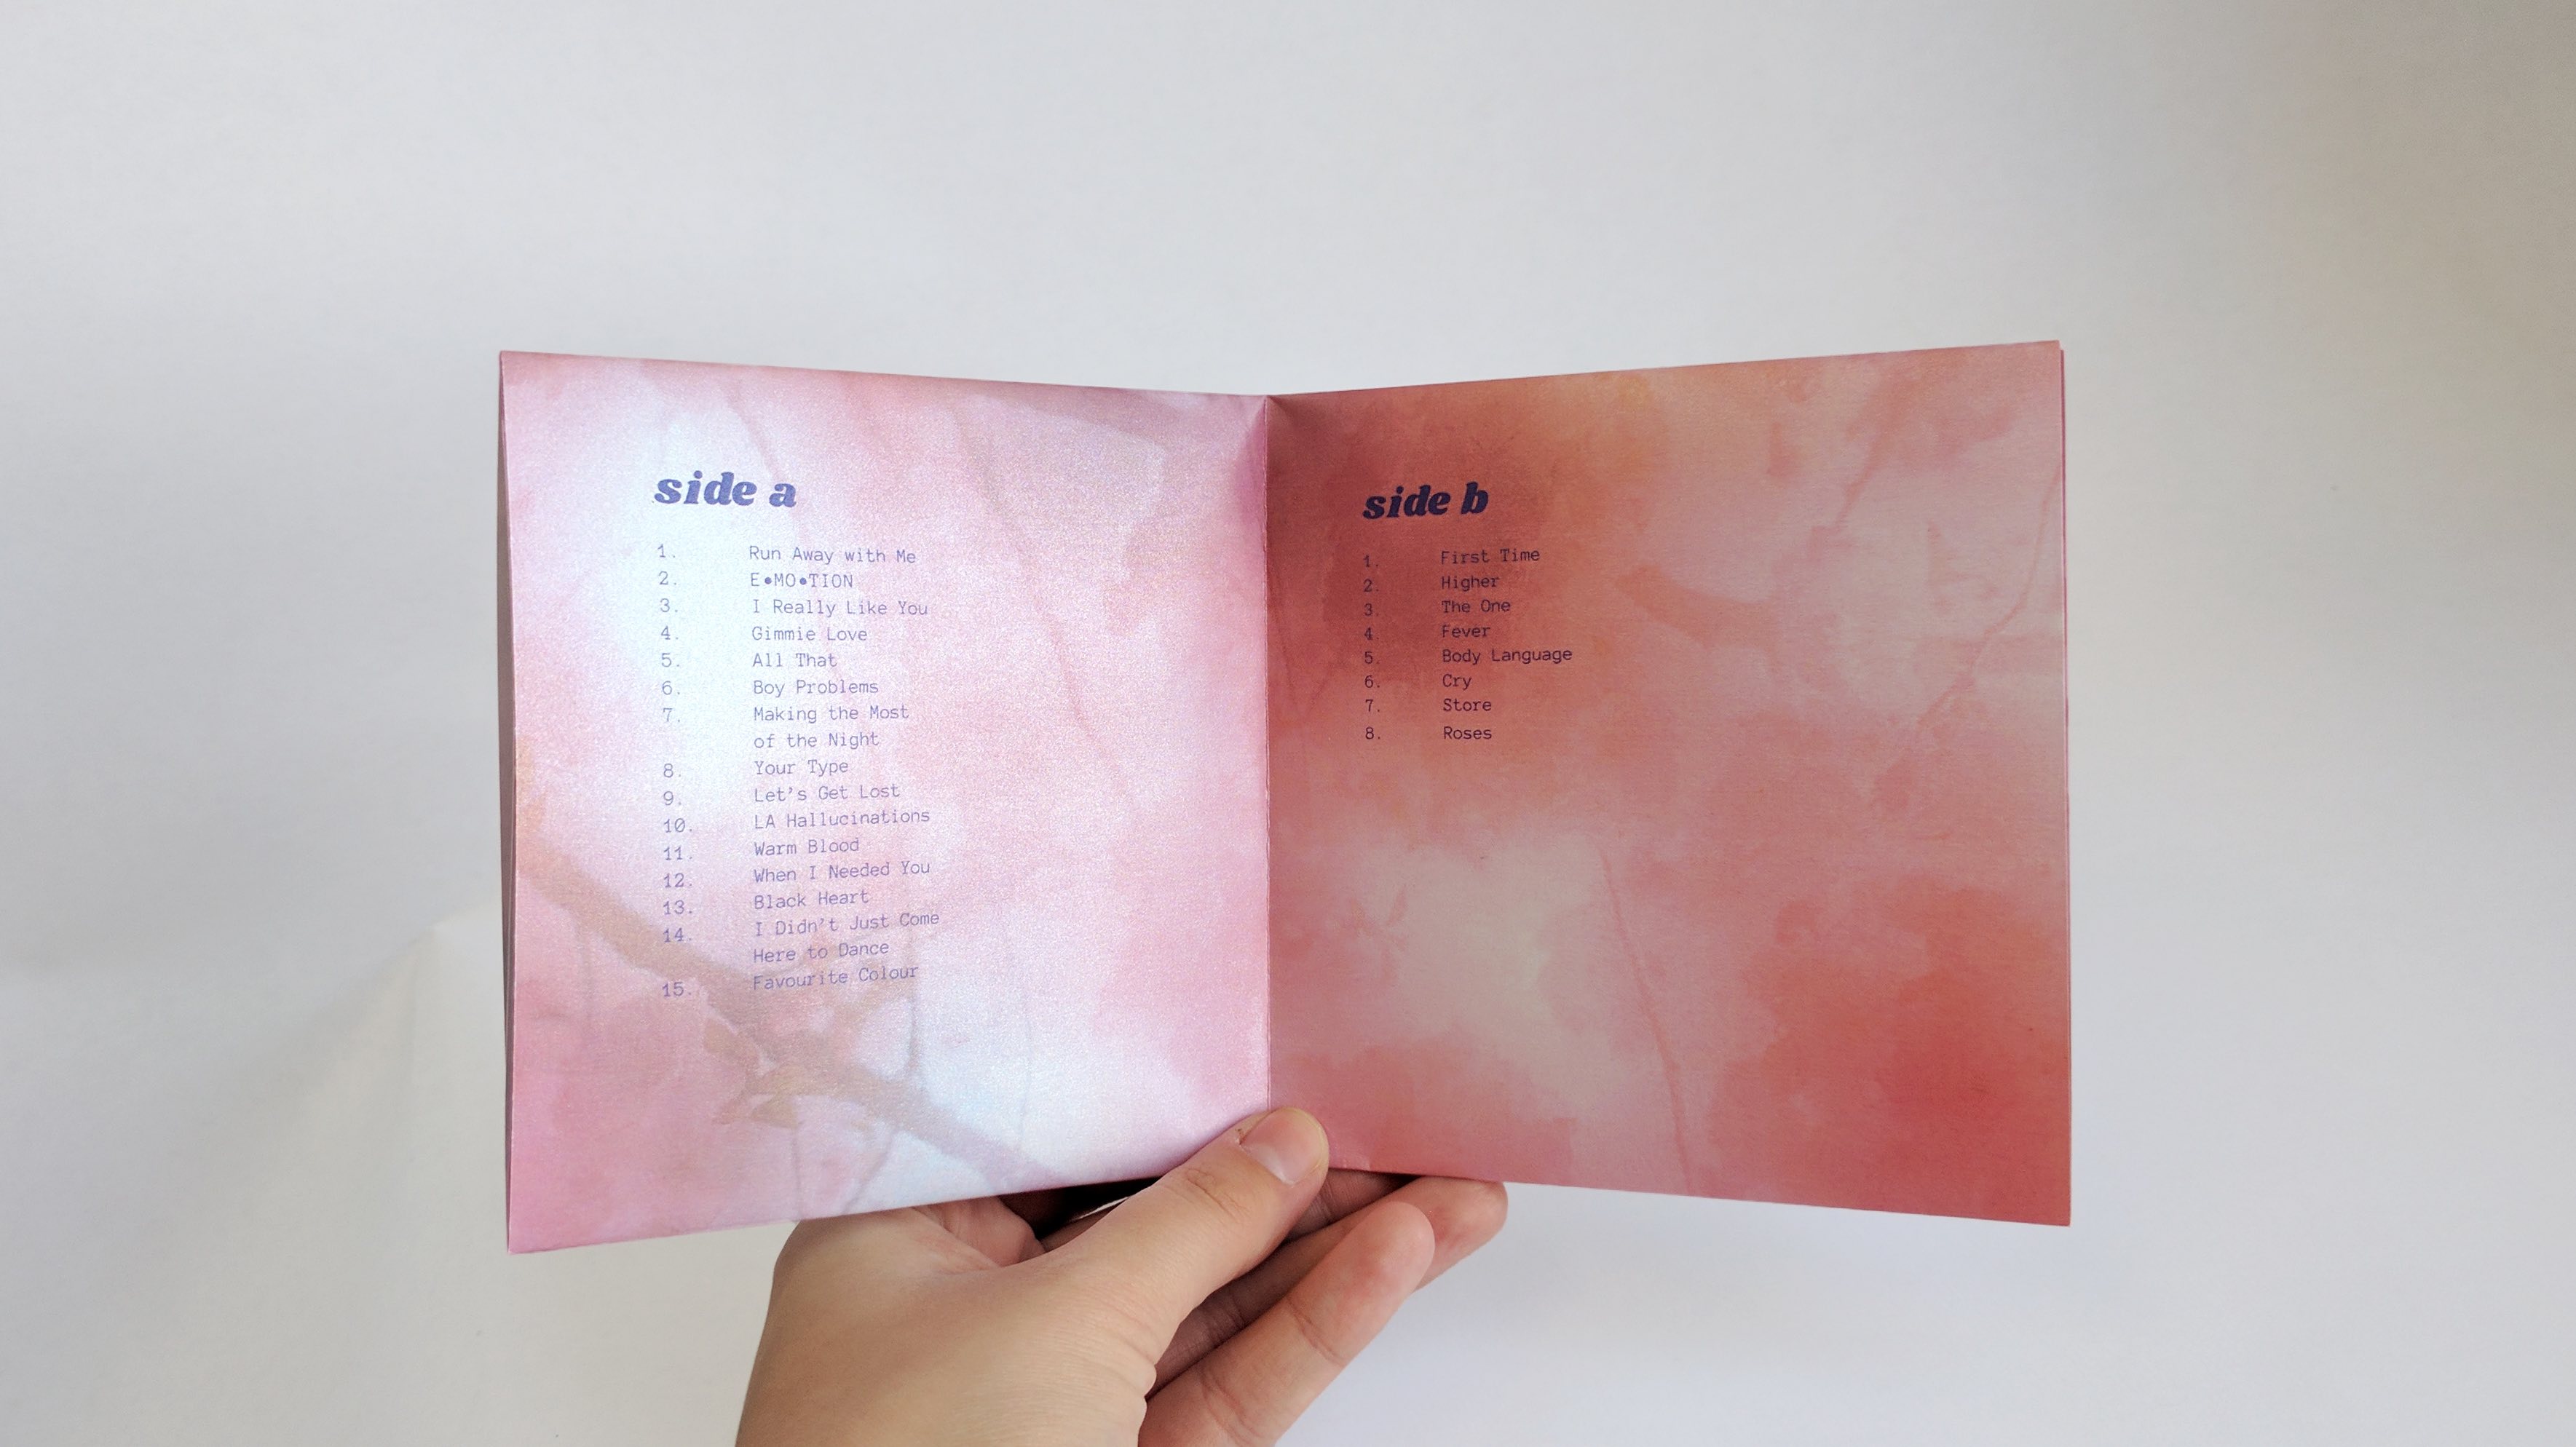 side a
1. Run Away with Me
2. E•MO•TION
3. I Really Like You
4. Gimmie Love
5. All That
6. Boy Problems
7. Making the Most
of the Night
8. Your Type
9. Let's Get Lost
10. LA Hallucinations
11. Warm Blood
12. When I Needed You
13. Black Heart
14. I Didn't Just Come
Here to Dance
15. Favourite Colour
side b
1. First Time
2. Higher
3. The One
4. Fever
5. Body Language
6. Cry
7. Store
8. Roses